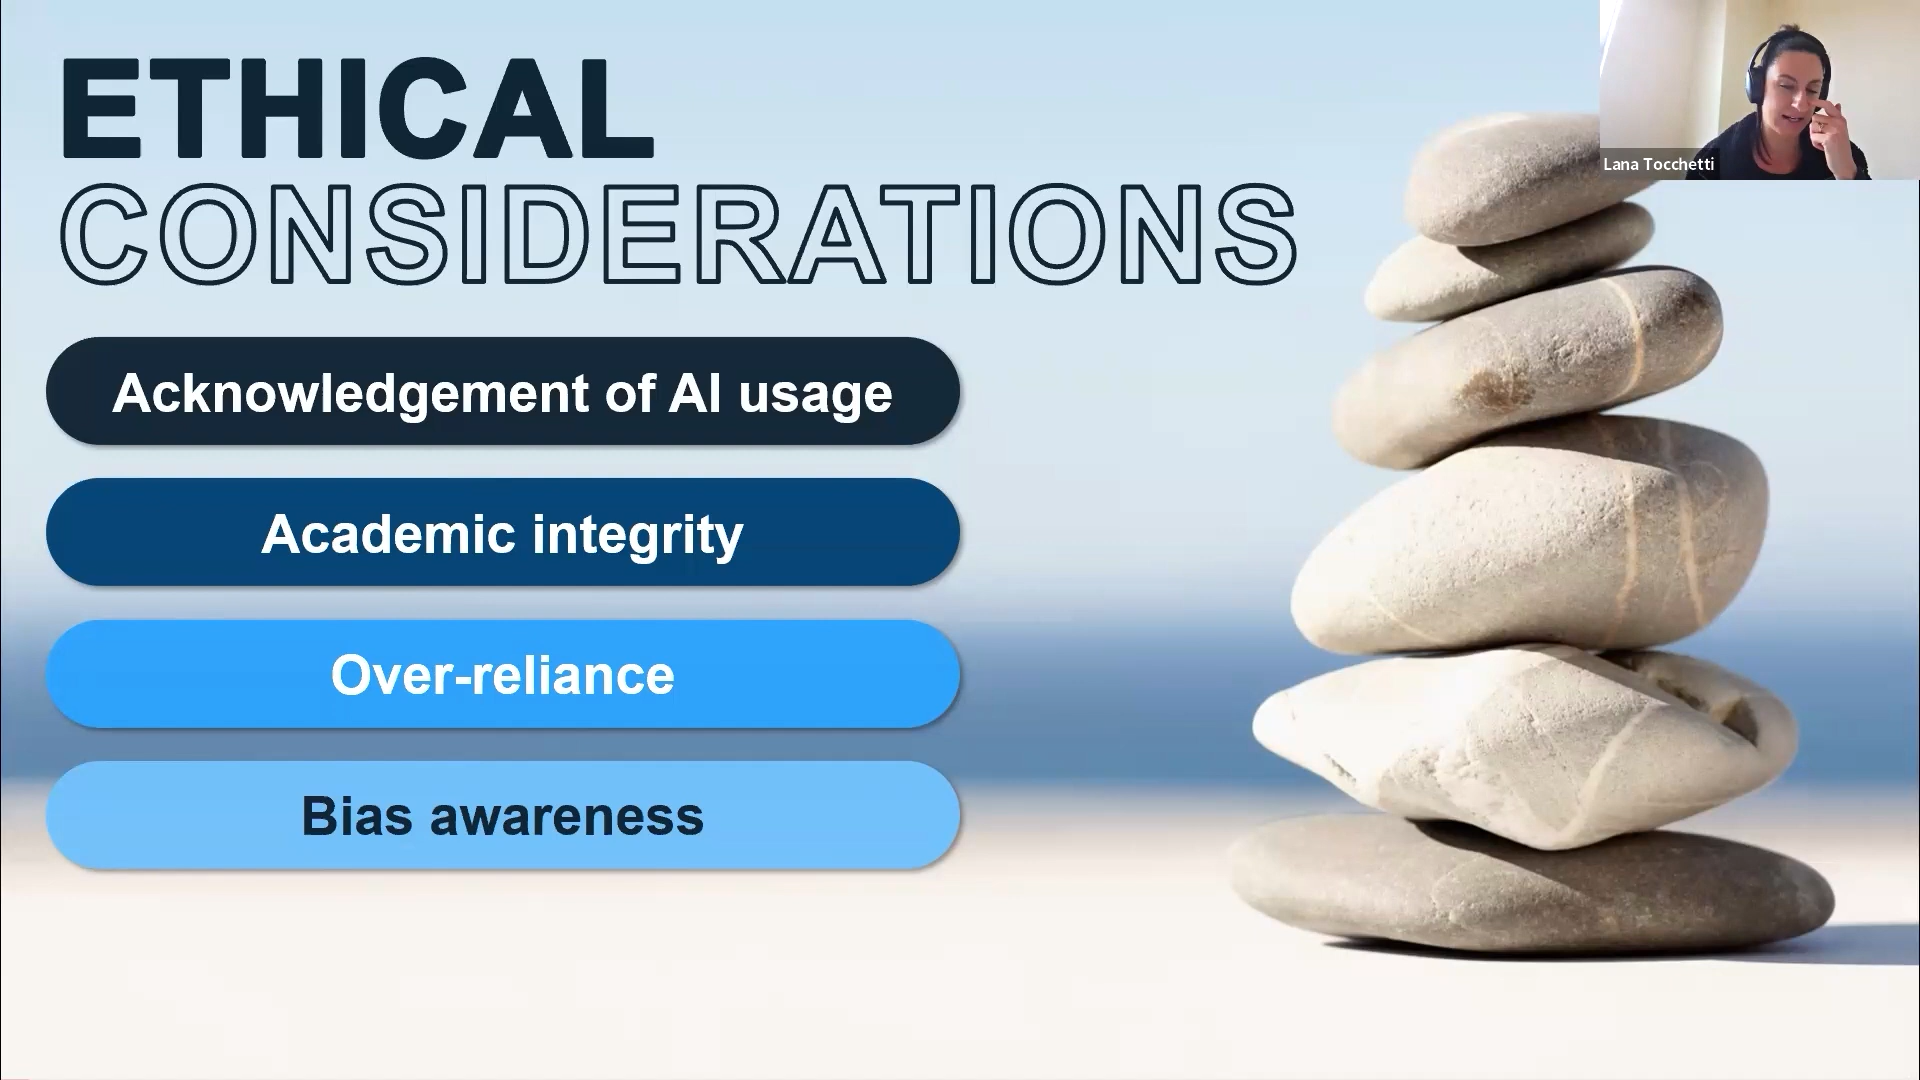 ETHICAL
CONSIDERATIONS
Acknowledgement of AI usage
Academic integrity
Over-reliance
Bias awareness
Lana Tocchetti